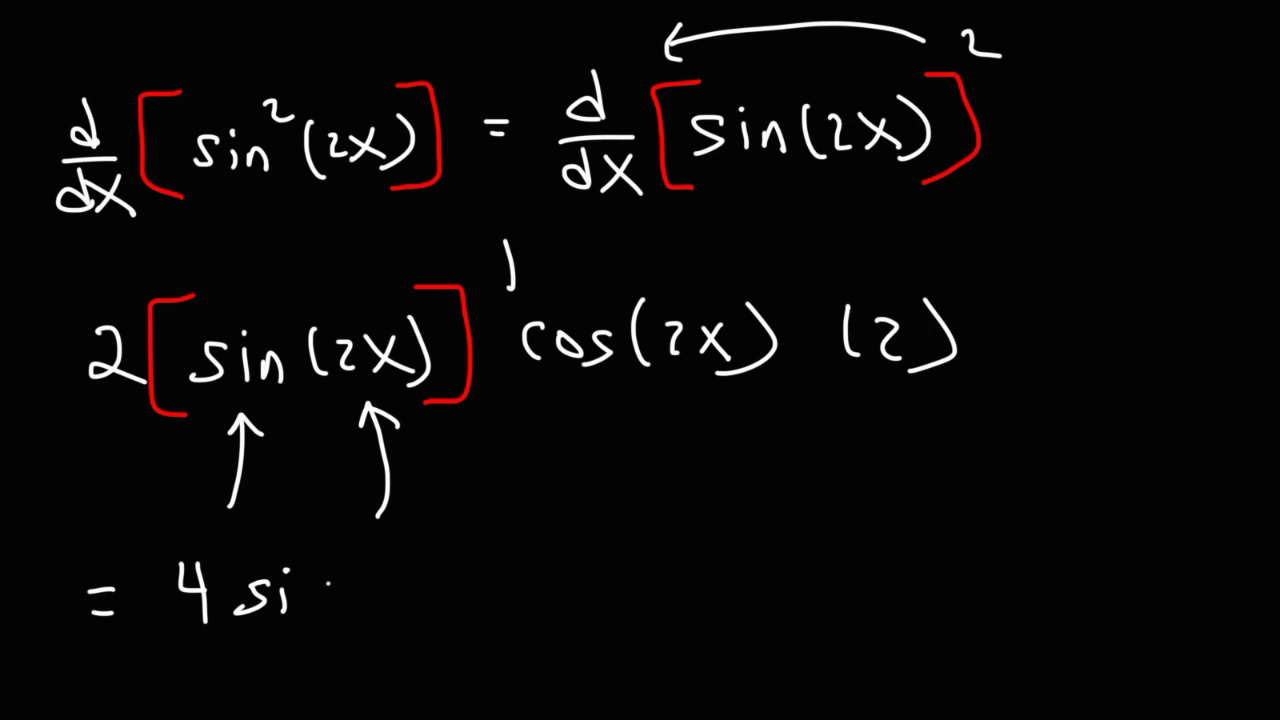 d/dx [sin²(2x)] = d/dx [sin(2x)]²
2[sin(2x)]¹ cos(2x) (2)
= 4 si